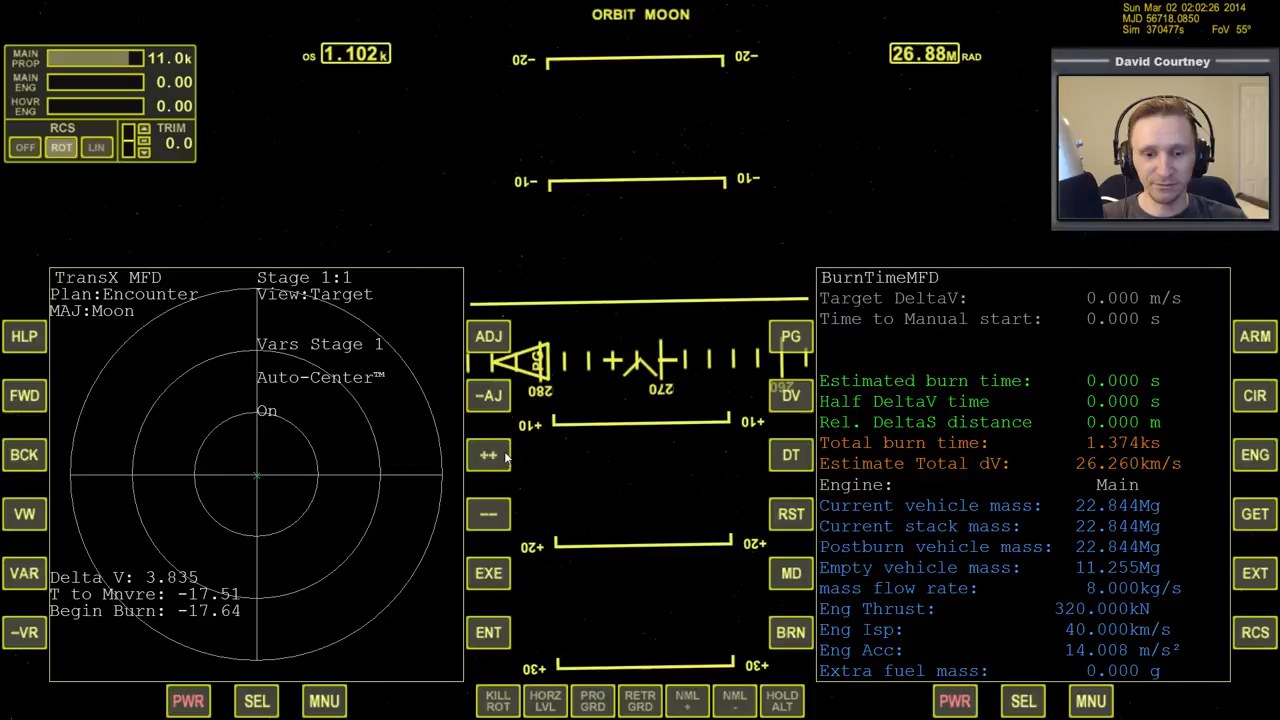 ORBIT MOON
Sun Mar 02 02:02:26 2014
MJD 56718.0850
Sim 370477s FoV 55°
MAIN PROP 11.0k
MAIN ENG 0.00
HOVR ENG 0.00
RCS TRIM
OFF ROT LIN 0.0
OS 1.102k
26.88M RAD
David Courtney
20- 20-
10- 10-
PG
280 270 260
10+ 10+
20+ 20+
30+ 30+
TransX MFD Stage 1:1
Plan:Encounter View:Target
MAJ:Moon
Vars Stage 1
Auto-Center™
On
Delta V: 3.835
T to Mnvre: -17.51
Begin Burn: -17.64
HLP
FWD
BCK
VW
VAR
-VR
ADJ
-AJ
++
--
EXE
ENT
PWR SEL MNU
KILL ROT
HORZ LVL
PRO GRD
RETR GRD
NML +
NML -
HOLD ALT
PG
DV
DT
RST
MD
BRN
BurnTimeMFD
Target DeltaV: 0.000 m/s
Time to Manual start: 0.000 s
Estimated burn time: 0.000 s
Half DeltaV time 0.000 s
Rel. DeltaS distance 0.000 m
Total burn time: 1.374ks
Estimate Total dV: 26.260km/s
Engine: Main
Current vehicle mass: 22.844Mg
Current stack mass: 22.844Mg
Postburn vehicle mass: 22.844Mg
Empty vehicle mass: 11.255Mg
mass flow rate: 8.000kg/s
Eng Thrust: 320.000kN
Eng Isp: 40.000km/s
Eng Acc: 14.008 m/s²
Extra fuel mass: 0.000 g
ARM
CIR
ENG
GET
EXT
RCS
PWR SEL MNU